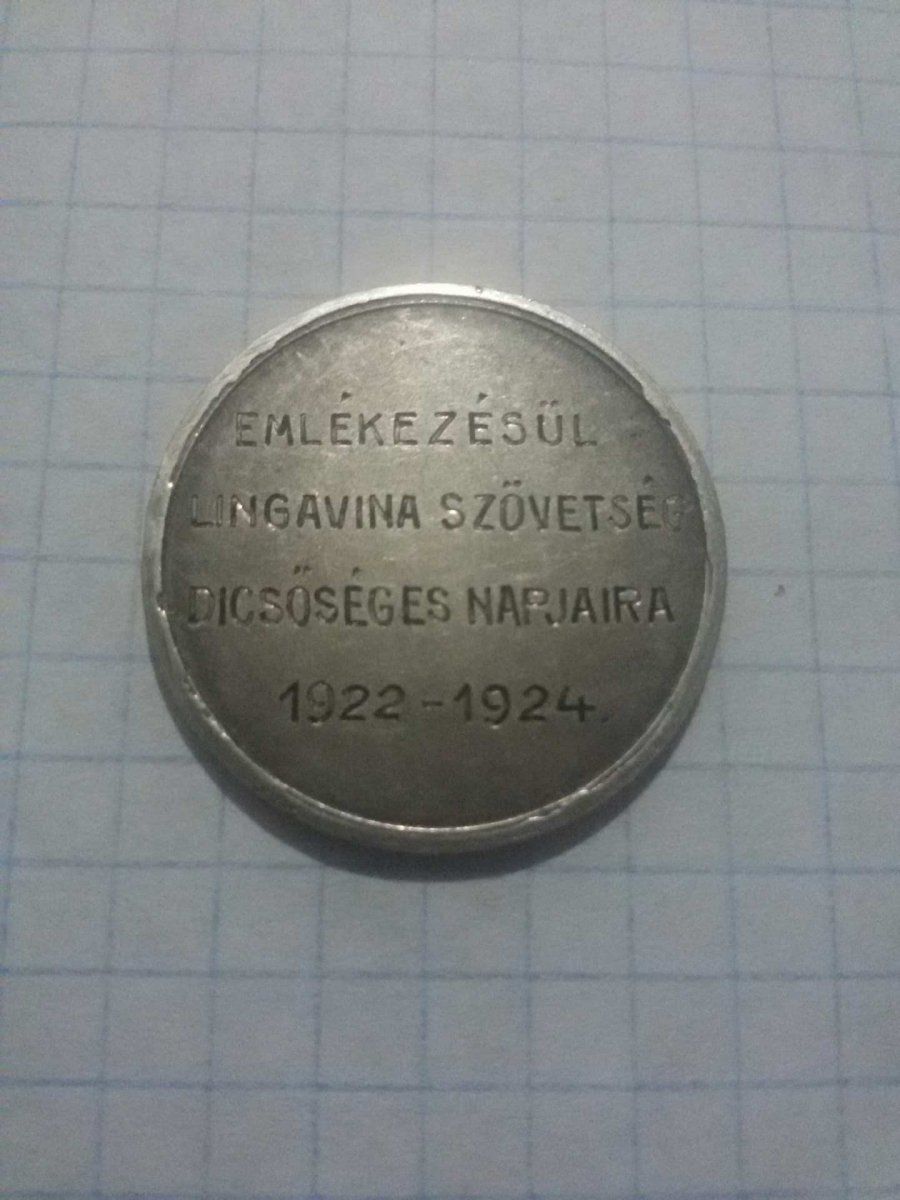 EMLÉKEZÉSÜL
LINGAVINA SZÖVETSÉG
DICSŐSÉGES NAPJAIRA
1922-1924.